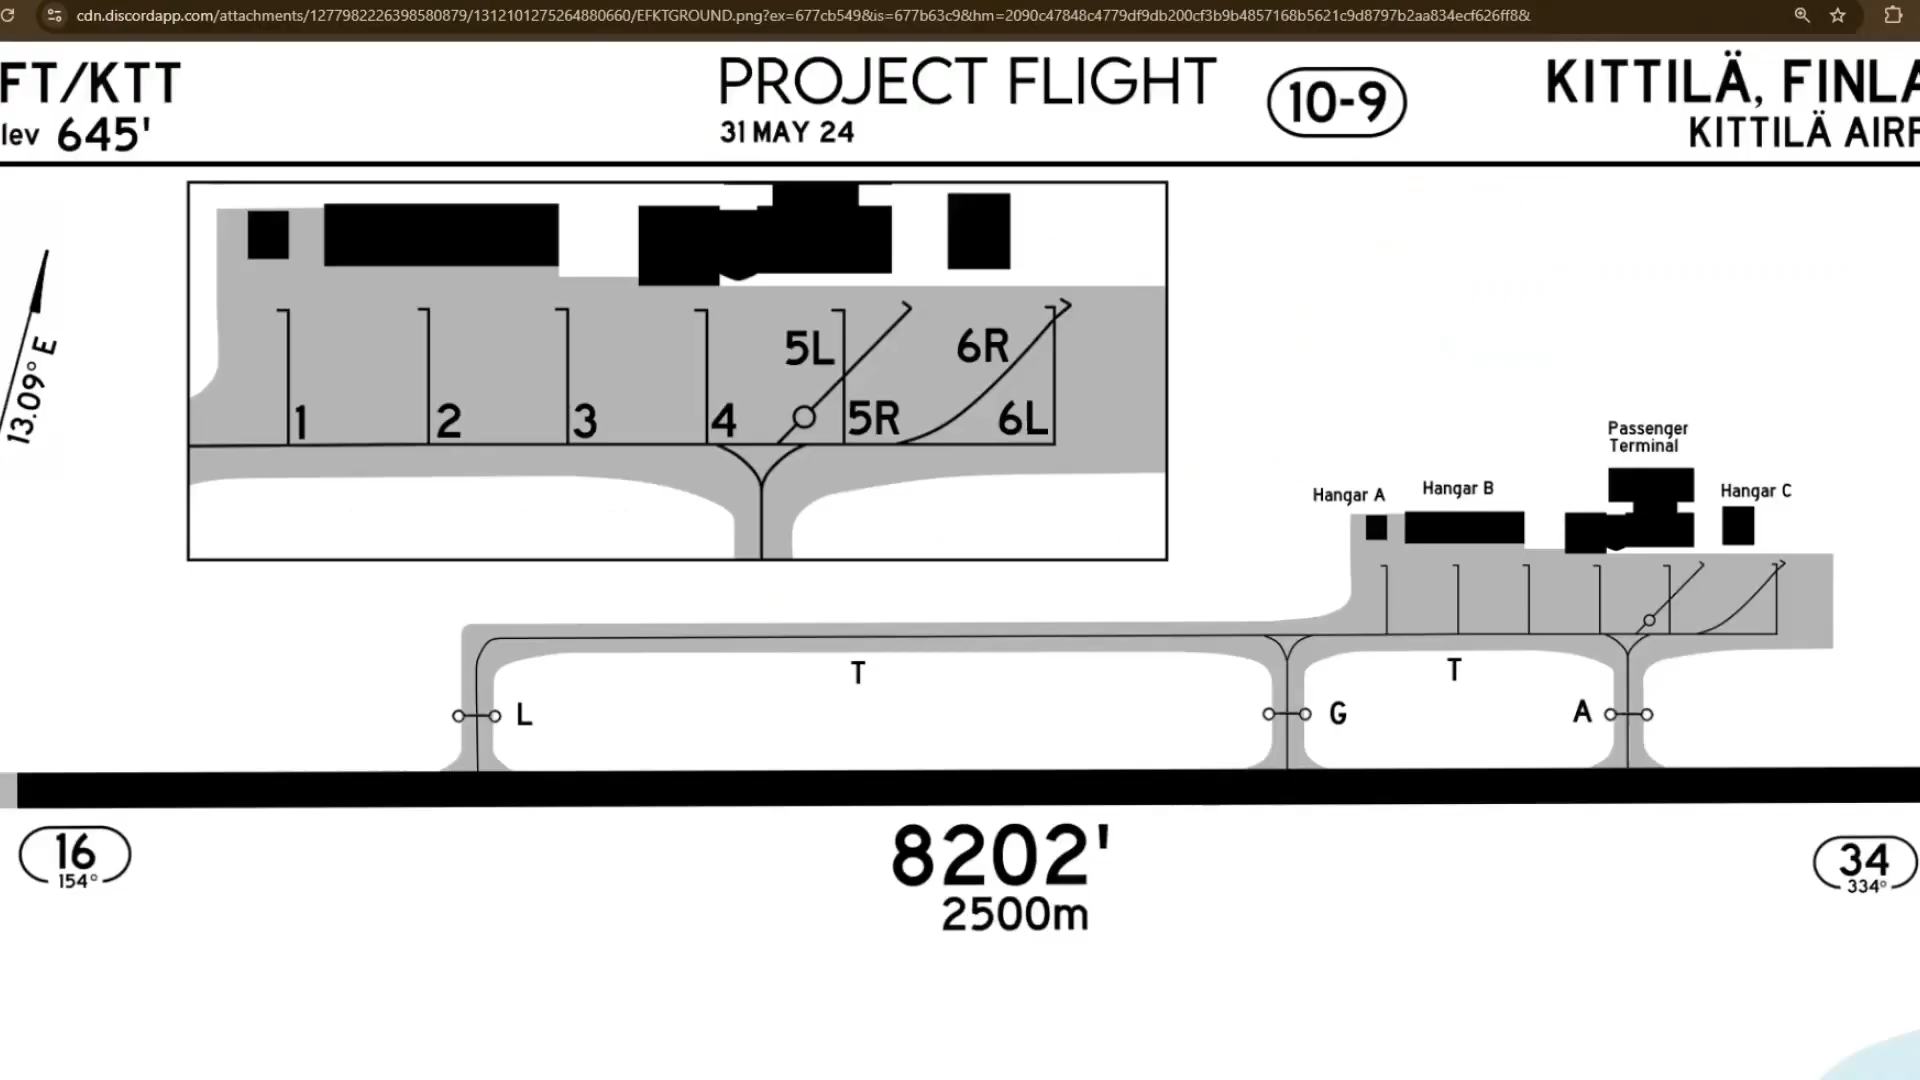 cdn.discordapp.com/attachments/1277982226398580879/1312101275264880660/EFKTGROUND.png?ex=677cb549&is=677b63c9&hm=2090c47848c4779df9db200cf3b9b4857168b5621c9d8797b2aa834ecf626ff8&
FT/KTT
lev 645'
PROJECT FLIGHT
31 MAY 24
10-9
KITTILÄ, FINLA
KITTILÄ AIRP
13.09° E
5L
6R
1
2
3
4
5R
6L
Passenger
Terminal
Hangar A
Hangar B
Hangar C
T
T
L
G
A
16
154°
8202'
2500m
34
334°